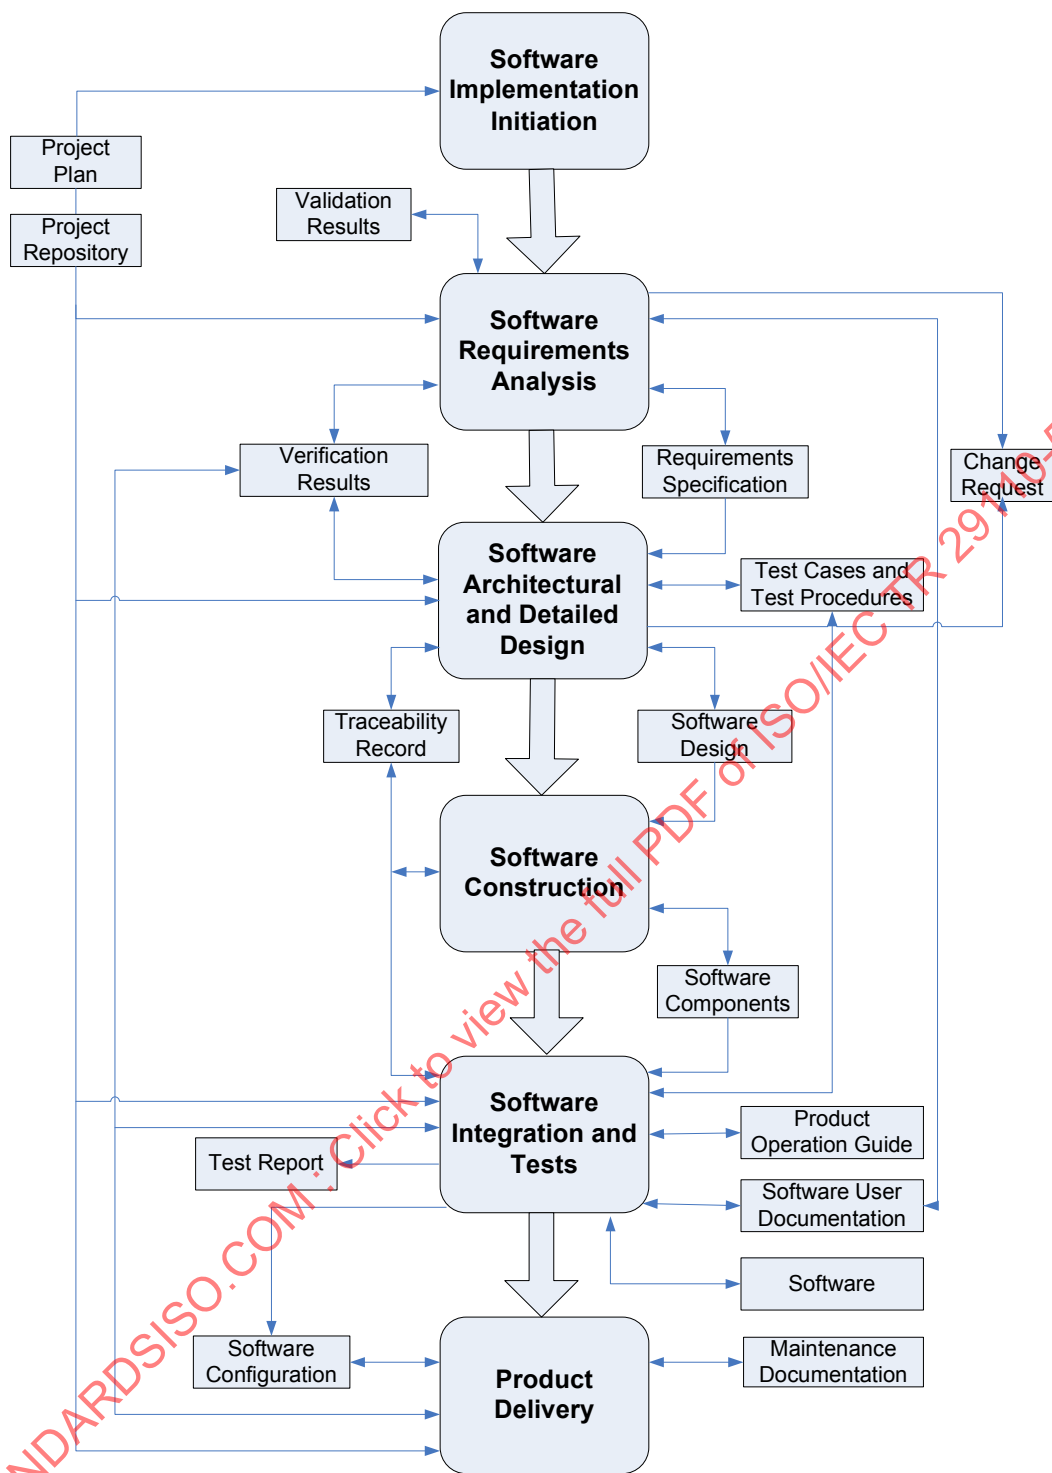 Software
Implementation
Initiation
Project
Plan
Validation
Results
Project
Repository
Software
Requirements
Analysis
Verification
Results
Requirements
Specification
Change
Request
Software
Architectural
and Detailed
Design
Test Cases and
Test Procedures
Traceability
Record
Software
Design
Software
Construction
Software
Components
Software
Integration and
Tests
Product
Operation Guide
Test Report
Software User
Documentation
Software
Software
Configuration
Maintenance
Documentation
Product
Delivery
NDARDSISO.COM : Click to view the full PDF of ISO/IEC TR 29110-5